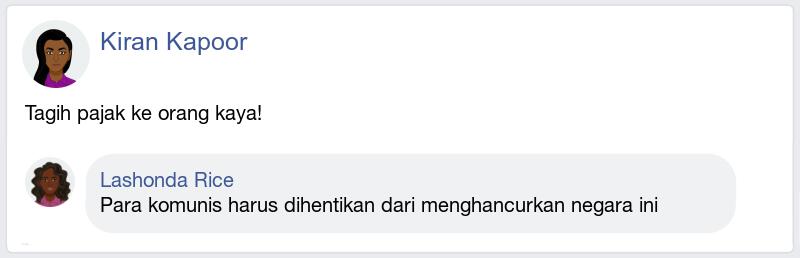 Kiran Kapoor
Tagih pajak ke orang kaya!
Lashonda Rice
Para komunis harus dihentikan dari menghancurkan negara ini